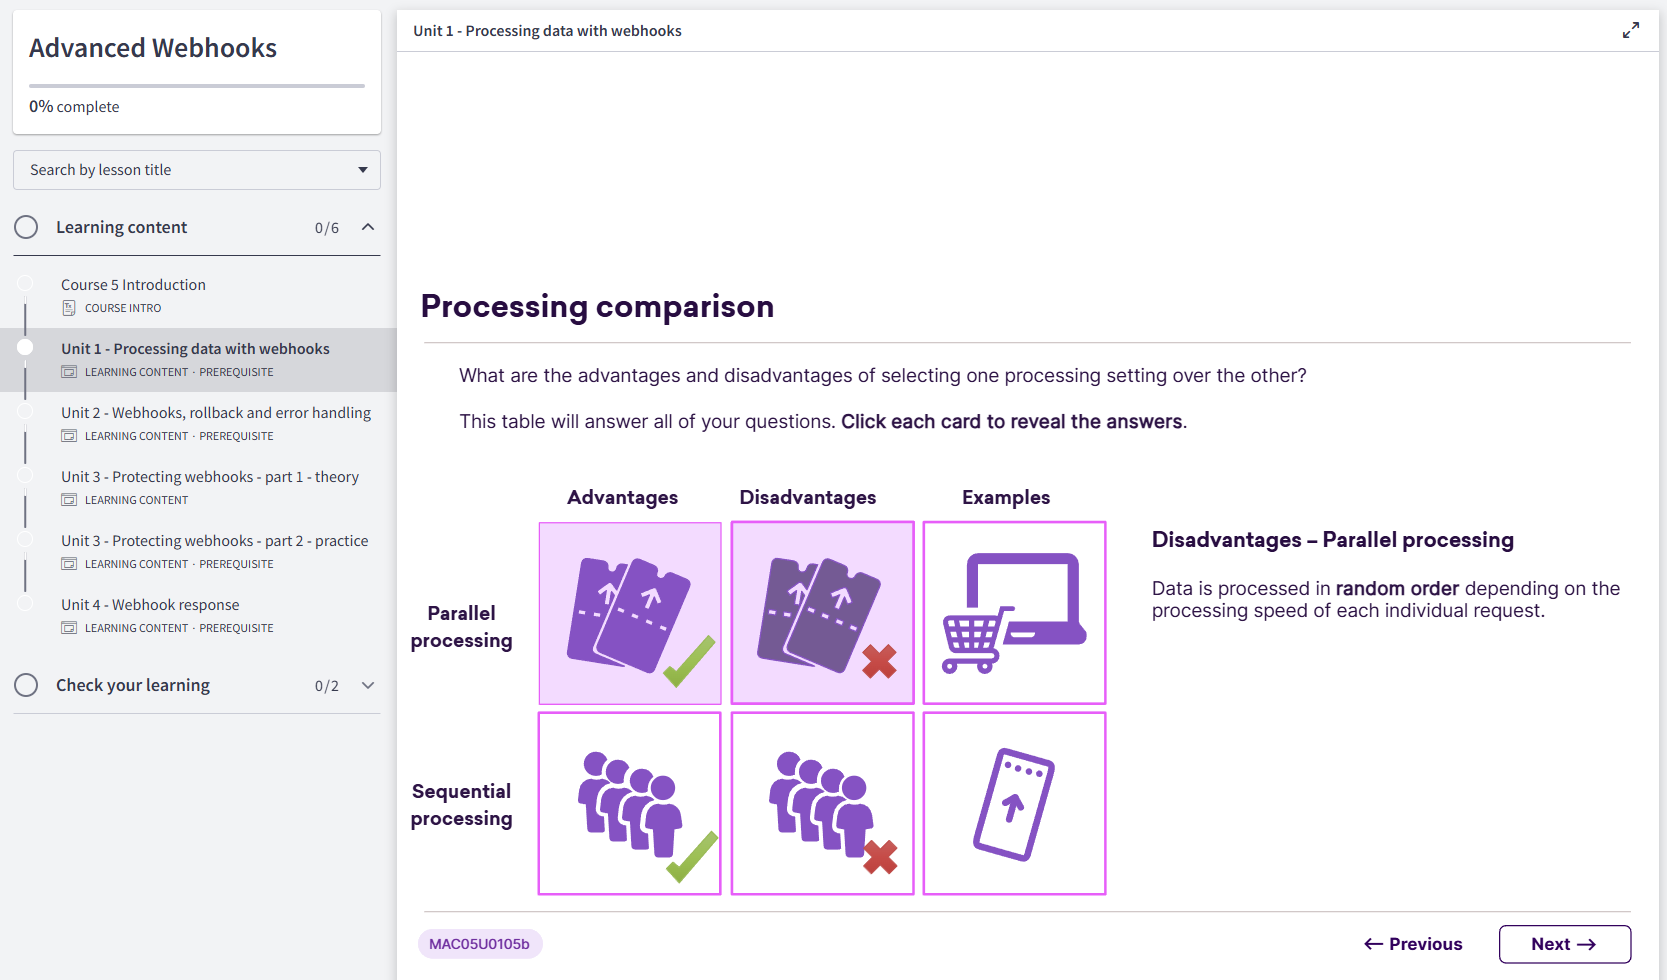 Advanced Webhooks
0% complete
Search by lesson title
Learning content 0/6
Course 5 Introduction
COURSE INTRO
Unit 1 - Processing data with webhooks
LEARNING CONTENT · PREREQUISITE
Unit 2 - Webhooks, rollback and error handling
LEARNING CONTENT · PREREQUISITE
Unit 3 - Protecting webhooks - part 1 - theory
LEARNING CONTENT
Unit 3 - Protecting webhooks - part 2 - practice
LEARNING CONTENT · PREREQUISITE
Unit 4 - Webhook response
LEARNING CONTENT · PREREQUISITE
Check your learning 0/2
Unit 1 - Processing data with webhooks
Processing comparison
What are the advantages and disadvantages of selecting one processing setting over the other?
This table will answer all of your questions. Click each card to reveal the answers.
Advantages Disadvantages Examples
Parallel
processing
Sequential
processing
Disadvantages – Parallel processing
Data is processed in random order depending on the
processing speed of each individual request.
MAC05U0105b
← Previous
Next →